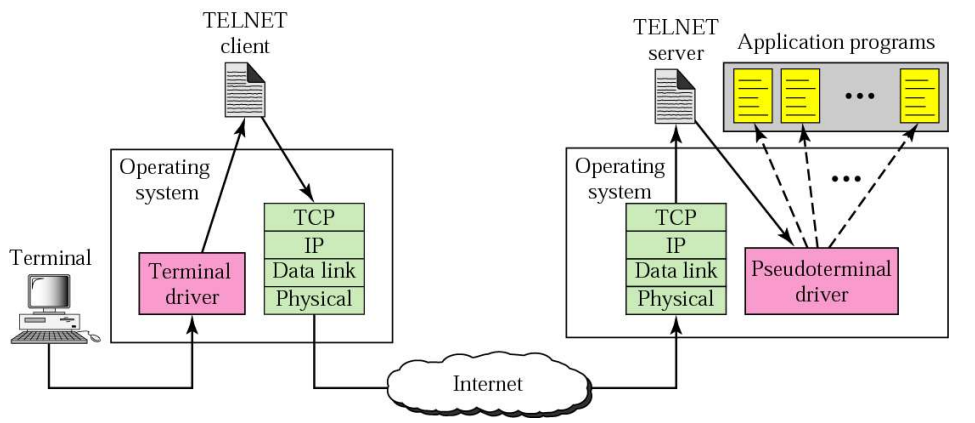 TELNET
client
TELNET
server
Application programs
Operating
system
TCP
IP
Data link
Physical
Terminal
Terminal
driver
Operating
system
TCP
IP
Data link
Physical
Pseudoterminal
driver
Internet